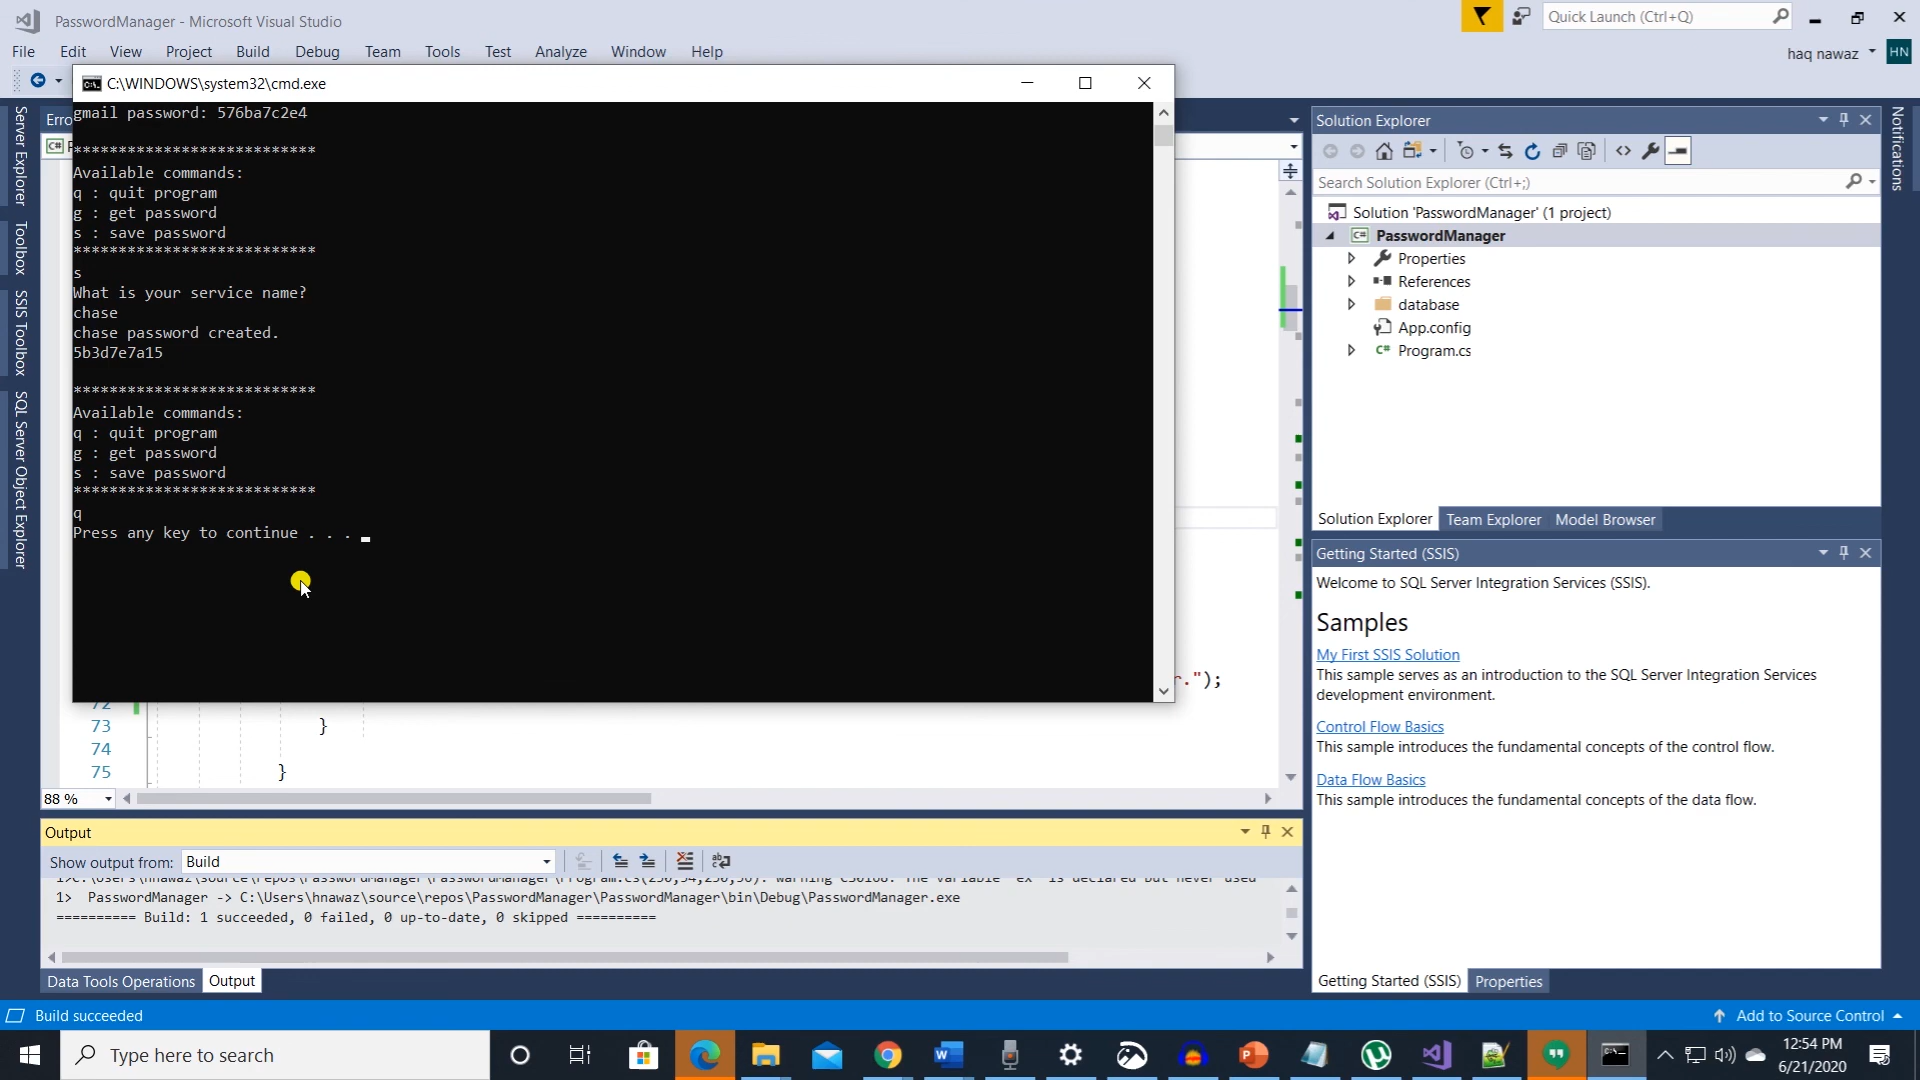 PasswordManager - Microsoft Visual Studio
Quick Launch (Ctrl+Q)
File Edit View Project Build Debug Team Tools Test Analyze Window Help
haq nawaz HN
C:\WINDOWS\system32\cmd.exe
gmail password: 576ba7c2e4
***************************
Available commands:
q : quit program
g : get password
s : save password
***************************
s
What is your service name?
chase
chase password created.
5b3d7e7a15
***************************
Available commands:
q : quit program
g : get password
s : save password
***************************
q
Press any key to continue . . .
Server Explorer
Toolbox
SSIS Toolbox
SQL Server Object Explorer
Erro
C#
.");
72
73 }
74
75 }
88 %
Output
Show output from: Build
1> PasswordManager -> C:\Users\hnawaz\source\repos\PasswordManager\PasswordManager\bin\Debug\PasswordManager.exe
========== Build: 1 succeeded, 0 failed, 0 up-to-date, 0 skipped ==========
Data Tools Operations Output
Solution Explorer
Search Solution Explorer (Ctrl+;)
Solution 'PasswordManager' (1 project)
C# PasswordManager
Properties
References
database
App.config
C# Program.cs
Solution Explorer Team Explorer Model Browser
Getting Started (SSIS)
Welcome to SQL Server Integration Services (SSIS).
Samples
My First SSIS Solution
This sample serves as an introduction to the SQL Server Integration Services
development environment.
Control Flow Basics
This sample introduces the fundamental concepts of the control flow.
Data Flow Basics
This sample introduces the fundamental concepts of the data flow.
Getting Started (SSIS) Properties
Notifications
Build succeeded
Add to Source Control
Type here to search
12:54 PM
6/21/2020